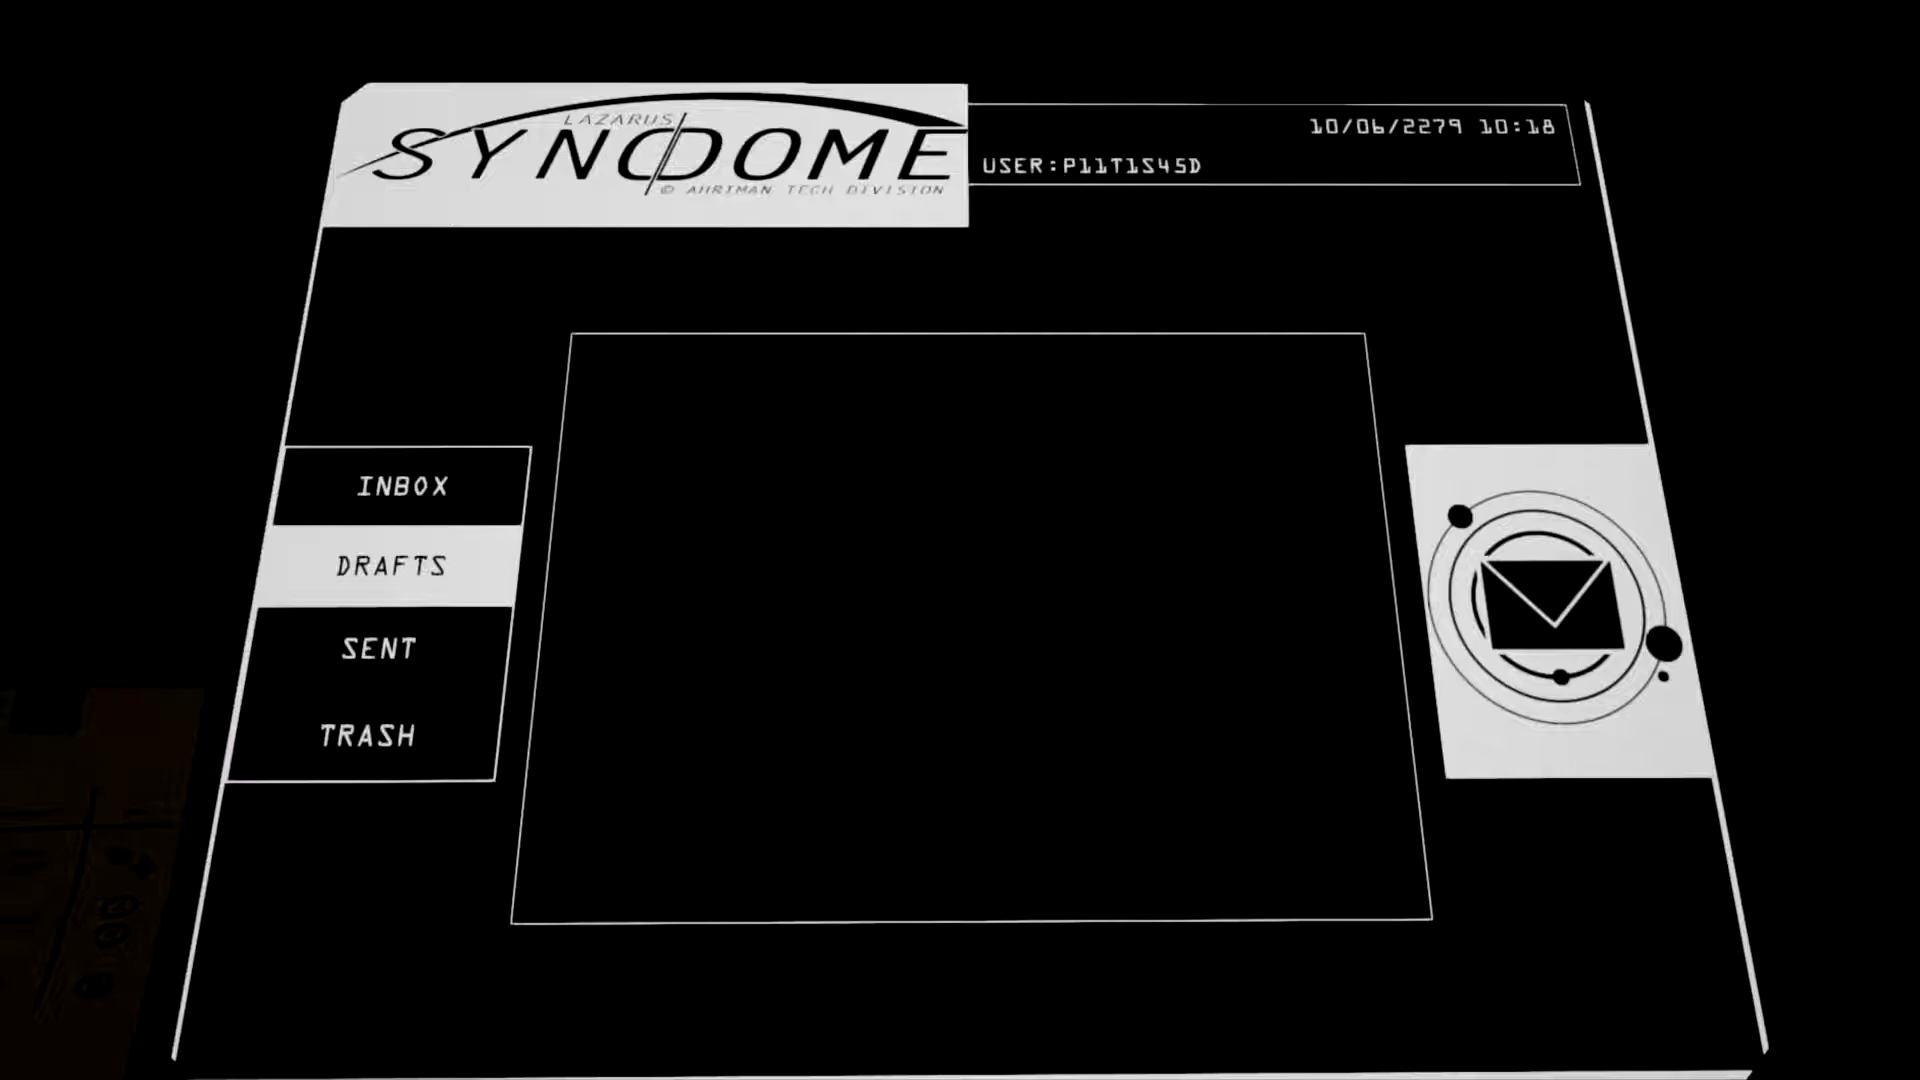 LAZARUS
SYNDOME
© AHRIMAN TECH DIVISION
10/06/2279 10:18
USER:P11T1S45D
INBOX
DRAFTS
SENT
TRASH